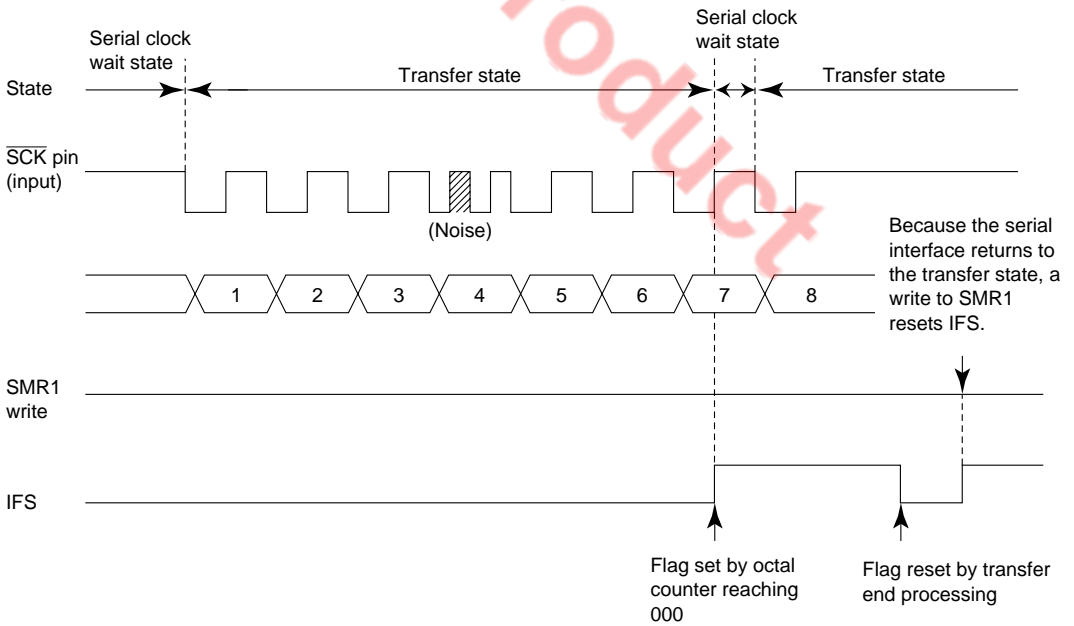 Serial clock
wait state
Serial clock
wait state
State
Transfer state
Transfer state
SCK pin
(input)
(Noise)
1 2 3 4 5 6 7 8
Because the serial
interface returns to
the transfer state, a
write to SMR1
resets IFS.
SMR1
write
IFS
Flag set by octal
counter reaching
000
Flag reset by transfer
end processing
roduct